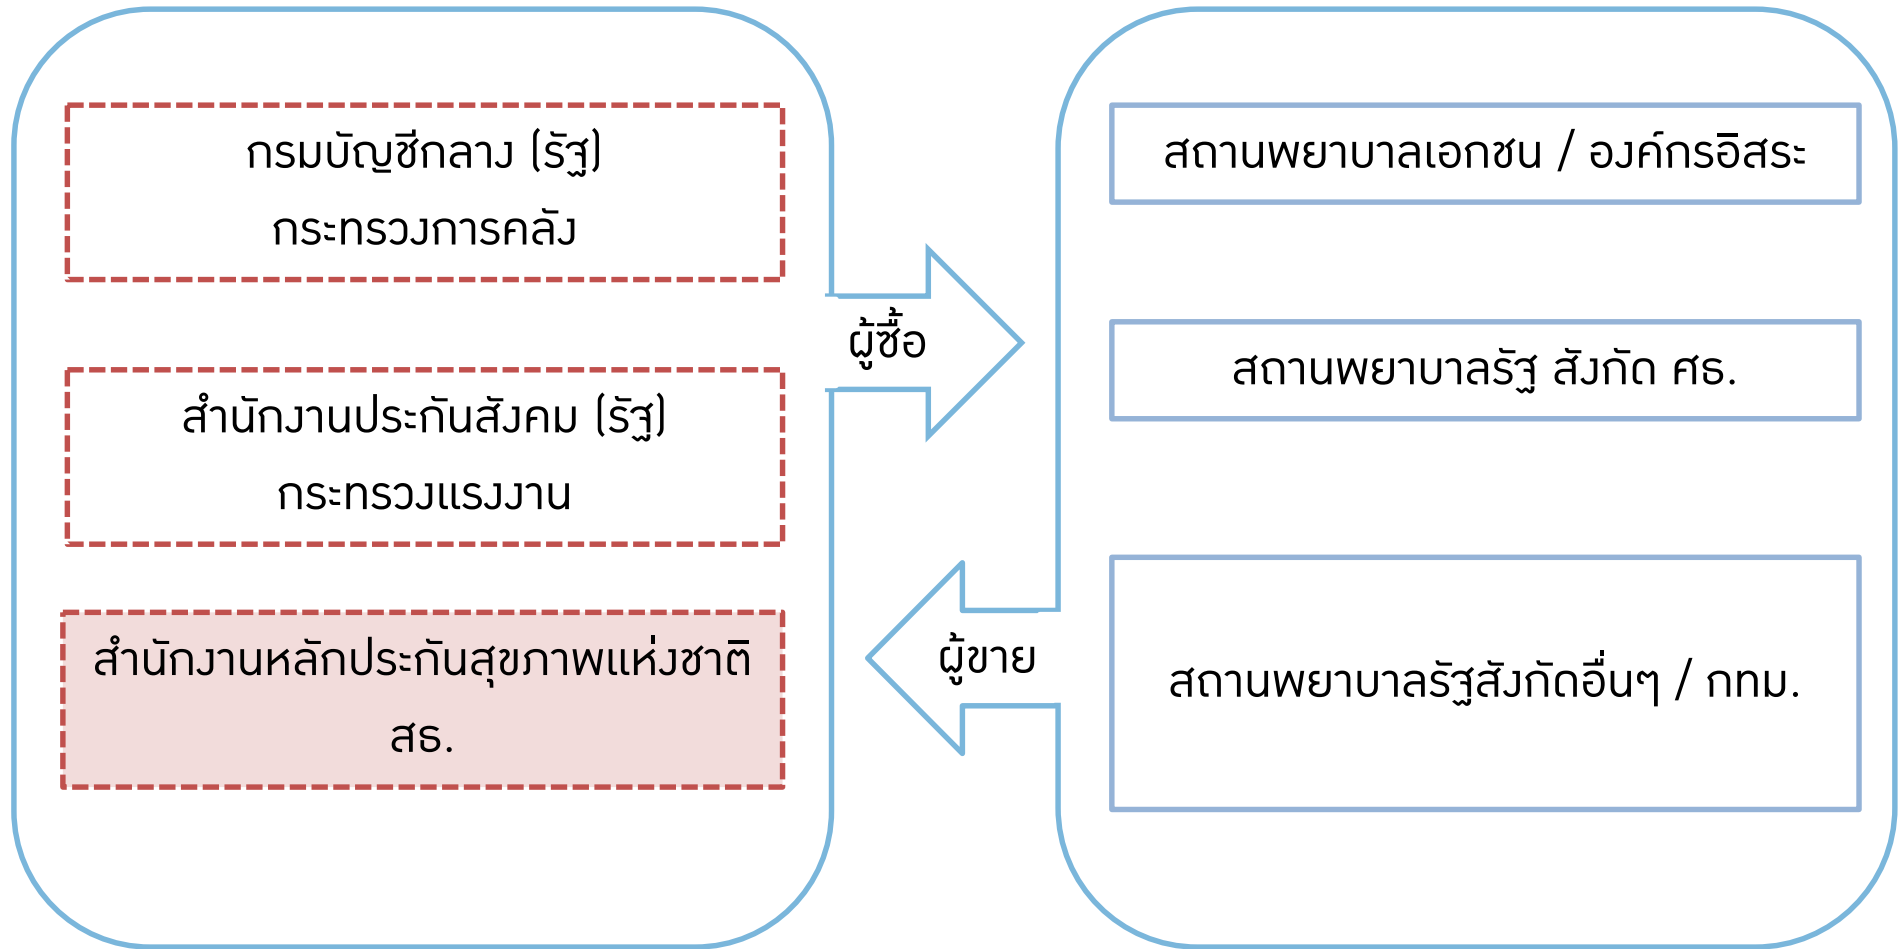 กรมบัญชีกลาง (รัฐ)
กระทรวงการคลัง
สำนักงานประกันสังคม (รัฐ)
กระทรวงแรงงาน
สำนักงานหลักประกันสุขภาพแห่งชาติ
สธ.
ผู้ซื้อ
ผู้ขาย
สถานพยาบาลเอกชน / องค์กรอิสระ
สถานพยาบาลรัฐ สังกัด ศธ.
สถานพยาบาลรัฐสังกัดอื่นๆ / กทม.